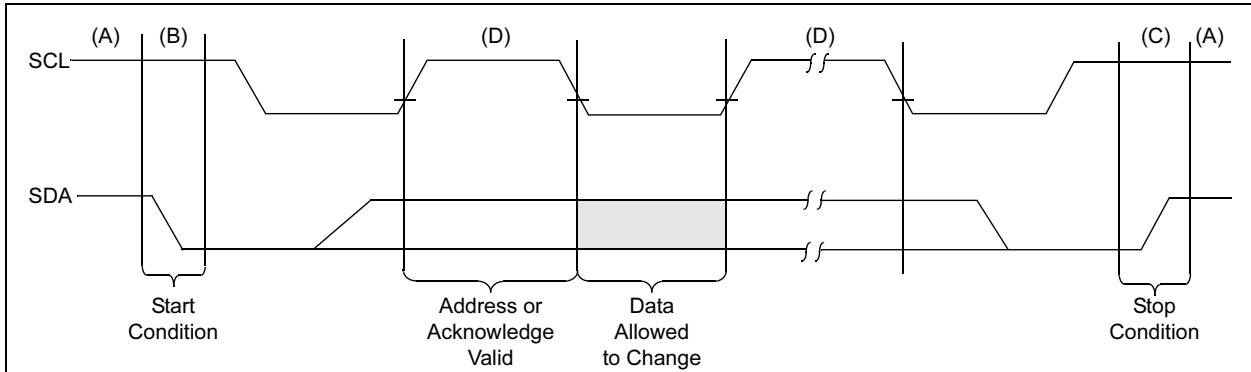 (A) (B) (D) (D) (C) (A)
SCL
SDA
Start
Condition
Address or
Acknowledge
Valid
Data
Allowed
to Change
Stop
Condition